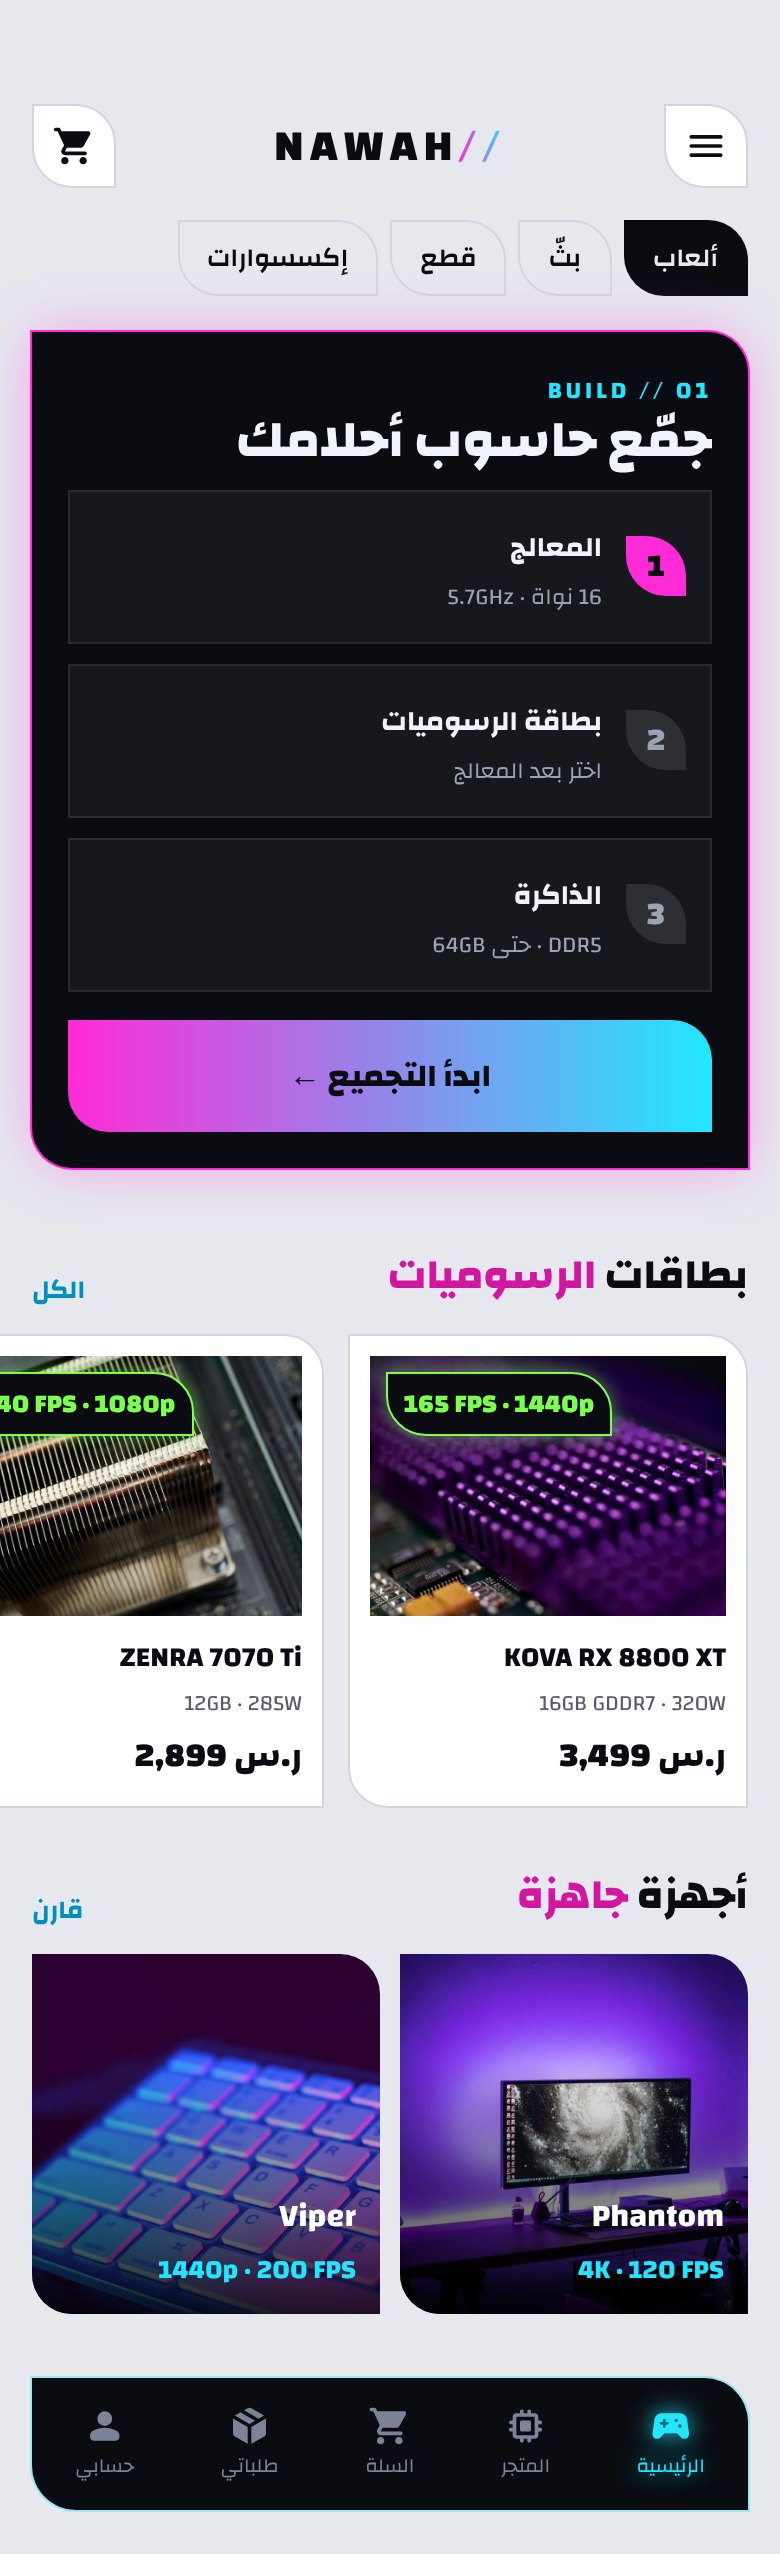 NAWAH//
ألعاب
بثّ
قطع
إكسسوارات
BUILD // 01
جمّع حاسوب أحلامك
1
المعالج
16 نواة · 5.7GHz
2
بطاقة الرسوميات
اختر بعد المعالج
3
الذاكرة
DDR5 · حتى 64GB
ابدأ التجميع ←
بطاقات الرسوميات
الكل
165 FPS · 1440p
KOVA RX 8800 XT
16GB GDDR7 · 320W
3,499 ر.س
40 FPS · 1080p
ZENRA 7070 Ti
12GB · 285W
2,899 ر.س
أجهزة جاهزة
قارن
Phantom
4K · 120 FPS
Viper
1440p · 200 FPS
الرئيسية
المتجر
السلة
طلباتي
حسابي